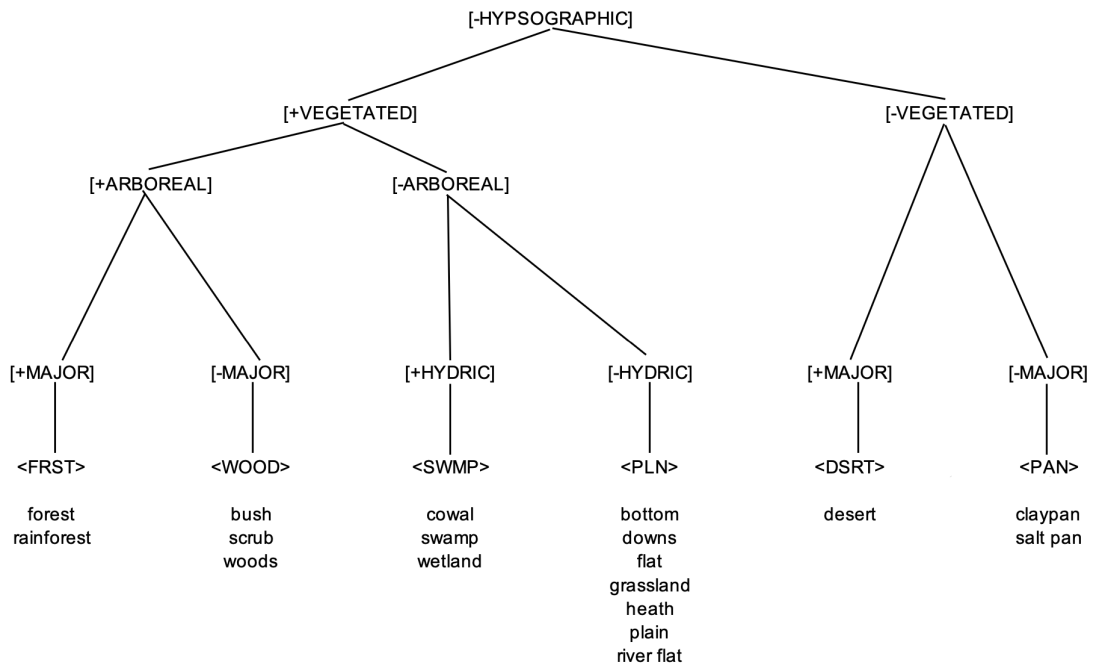 [-HYPSOGRAPHIC]
[+VEGETATED] [-VEGETATED]
[+ARBOREAL] [-ARBOREAL]
[+MAJOR] [-MAJOR] [+HYDRIC] [-HYDRIC] [+MAJOR] [-MAJOR]
<FRST> <WOOD> <SWMP> <PLN> <DSRT> <PAN>
forest bush cowal bottom desert claypan
rainforest scrub swamp downs salt pan
woods wetland flat
grassland
heath
plain
river flat